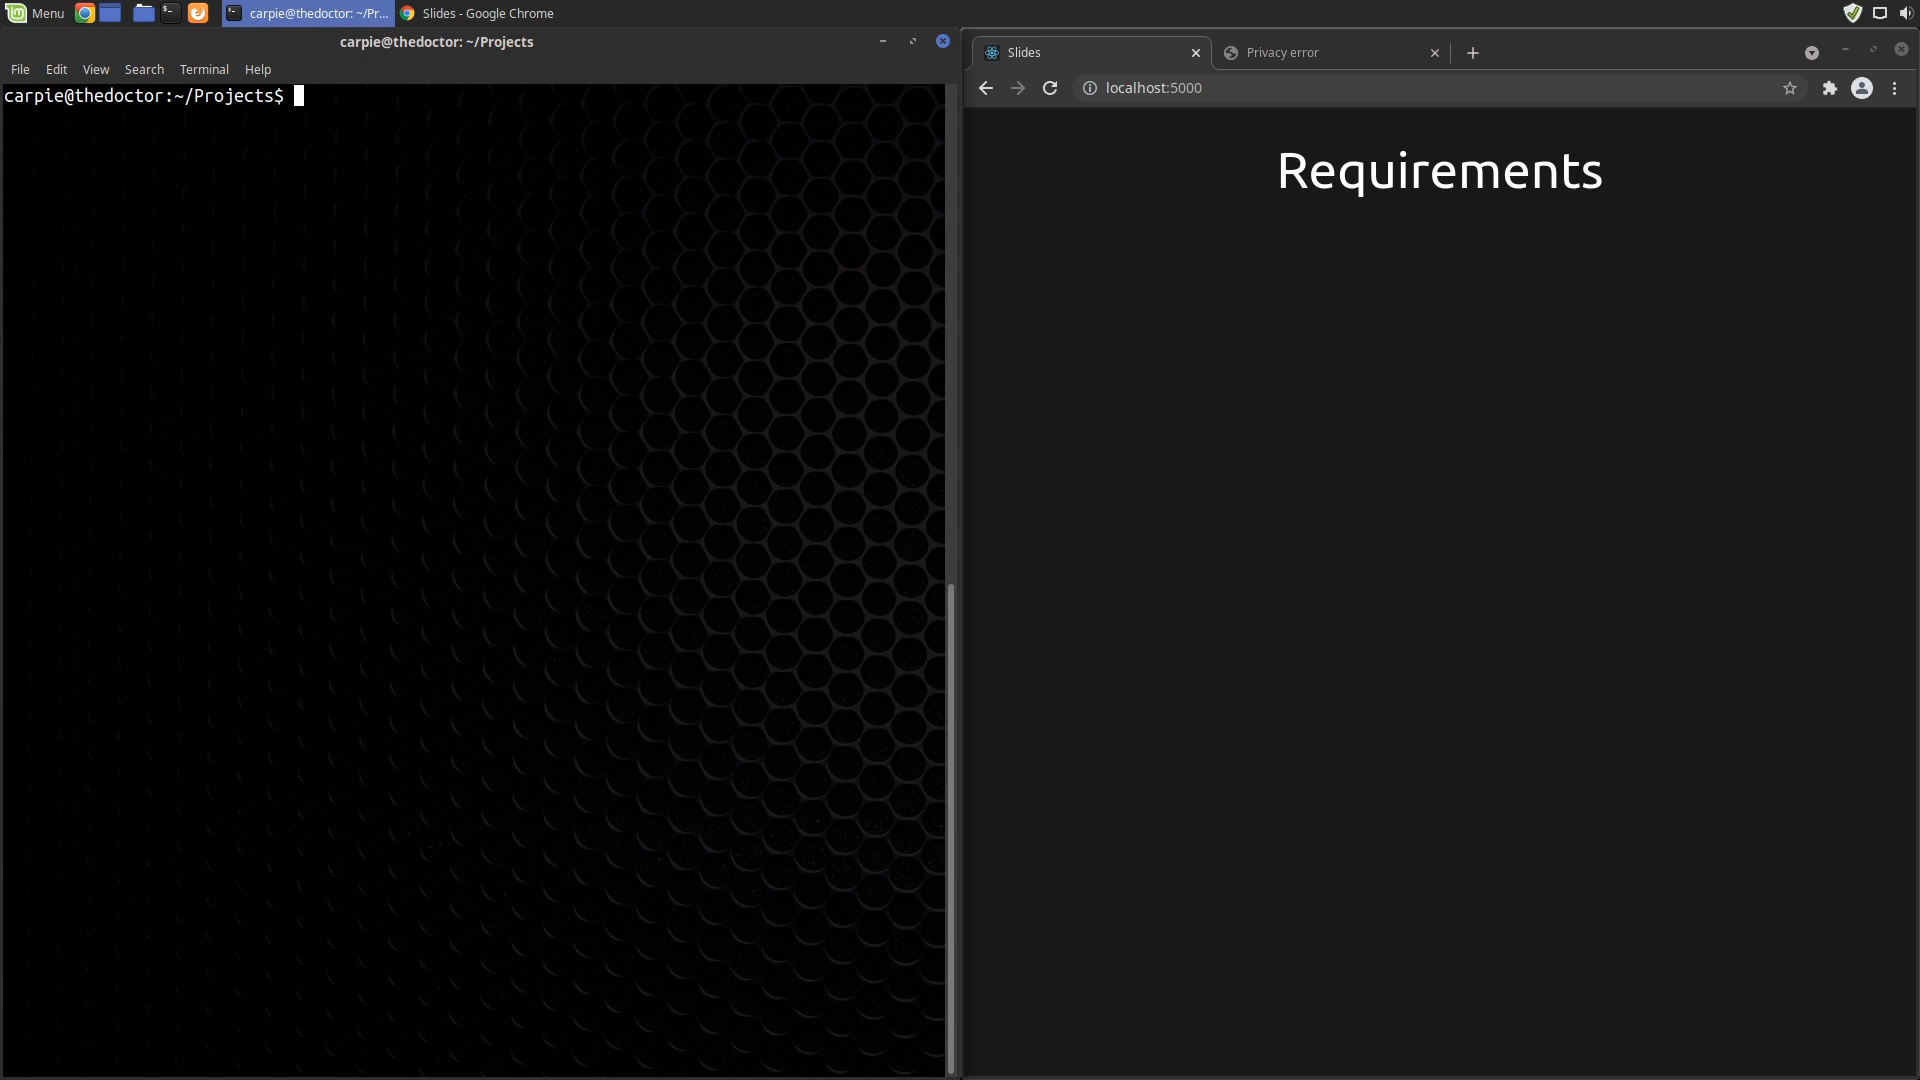 Menu
carpie@thedoctor: ~/Pr...
Slides - Google Chrome
carpie@thedoctor: ~/Projects
File Edit View Search Terminal Help
carpie@thedoctor:~/Projects$
Slides
Privacy error
localhost:5000
Requirements